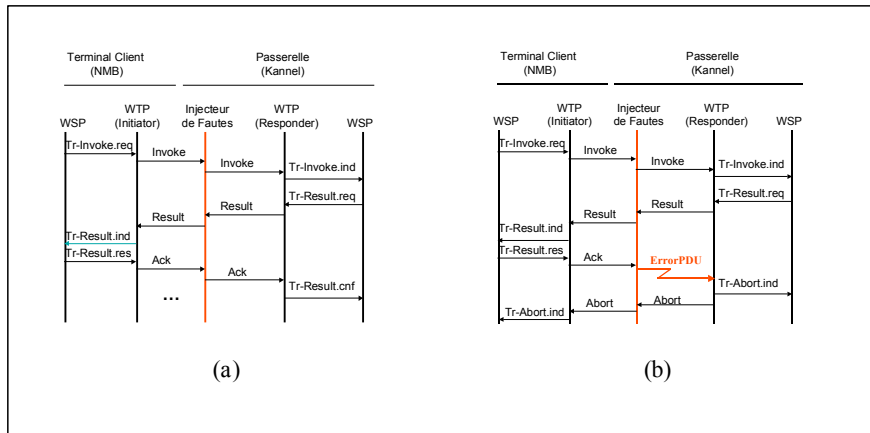 Terminal Client
(NMB)
Passerelle
(Kannel)
WSP
WTP
(Initiator)
Injecteur
de Fautes
WTP
(Responder)
WSP
Tr-Invoke.req
Invoke
Invoke
Tr-Invoke.ind
Tr-Result.req
Result
Result
Tr-Result.ind
Tr-Result.res
Ack
Ack
Tr-Result.cnf
...
(a)
Terminal Client
(NMB)
Passerelle
(Kannel)
WSP
WTP
(Initiator)
Injecteur
de Fautes
WTP
(Responder)
WSP
Tr-Invoke.req
Invoke
Invoke
Tr-Invoke.ind
Tr-Result.req
Result
Result
Tr-Result.ind
Tr-Result.res
Ack
ErrorPDU
Tr-Abort.ind
Abort
Abort
Tr-Abort.ind
(b)